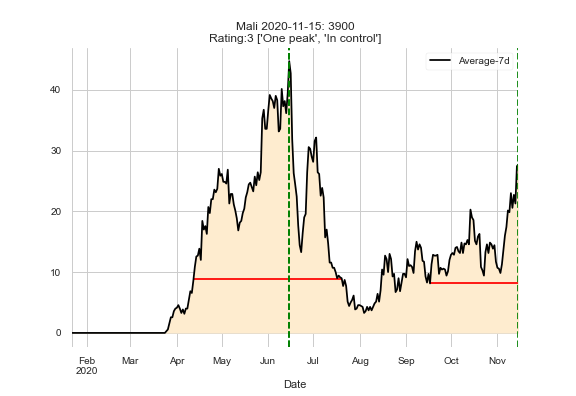 Mali 2020-11-15: 3900
Rating:3 ['One peak', 'In control']
Average-7d
40
30
20
10
0
Feb Mar Apr May Jun Jul Aug Sep Oct Nov
2020
Date